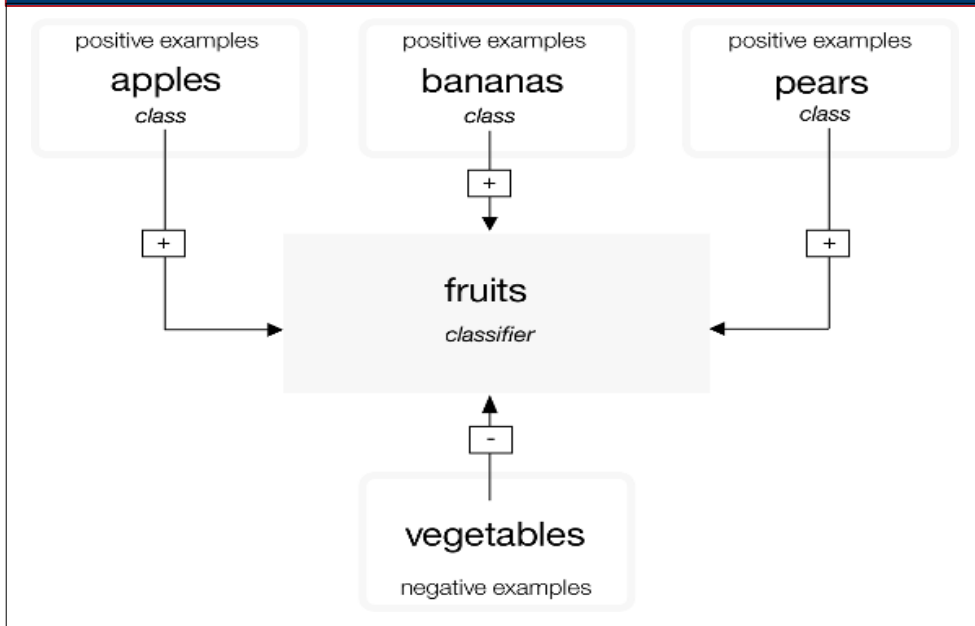 positive examples
apples
class
positive examples
bananas
class
positive examples
pears
class
+
+
+
fruits
classifier
-
vegetables
negative examples